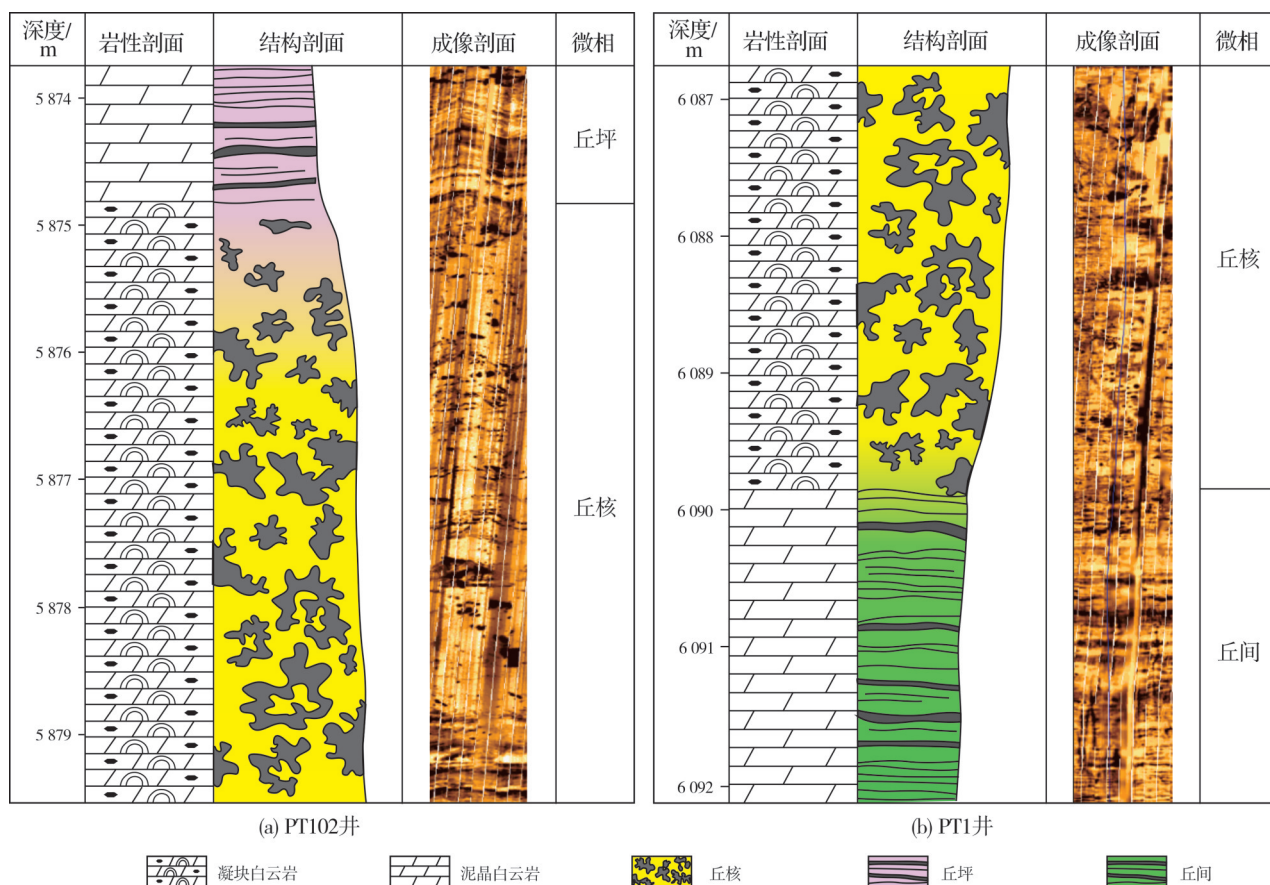 深度/
m
岩性剖面
结构剖面
成像剖面
微相
5 874
5 875
5 876
5 877
5 878
5 879
丘坪
丘核
(a) PT102井
深度/
m
岩性剖面
结构剖面
成像剖面
微相
6 087
6 088
6 089
6 090
6 091
6 092
丘核
丘间
(b) PT1井
凝块白云岩
泥晶白云岩
丘核
丘坪
丘间